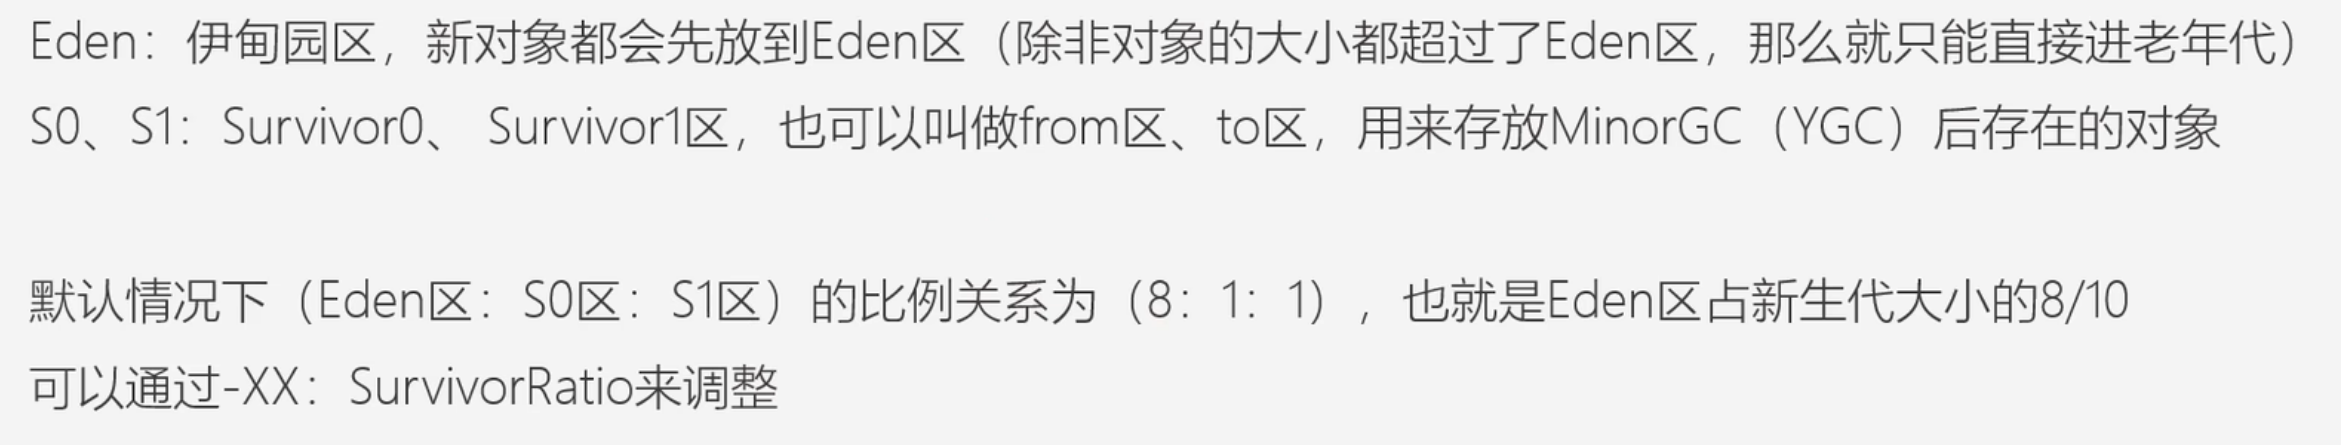 Eden：伊甸园区，新对象都会先放到Eden区（除非对象的大小都超过了Eden区，那么就只能直接进老年代）
S0、S1：Survivor0、 Survivor1区，也可以叫做from区、to区，用来存放MinorGC（YGC）后存在的对象
默认情况下（Eden区：S0区：S1区）的比例关系为（8：1：1），也就是Eden区占新生代大小的8/10
可以通过-XX：SurvivorRatio来调整